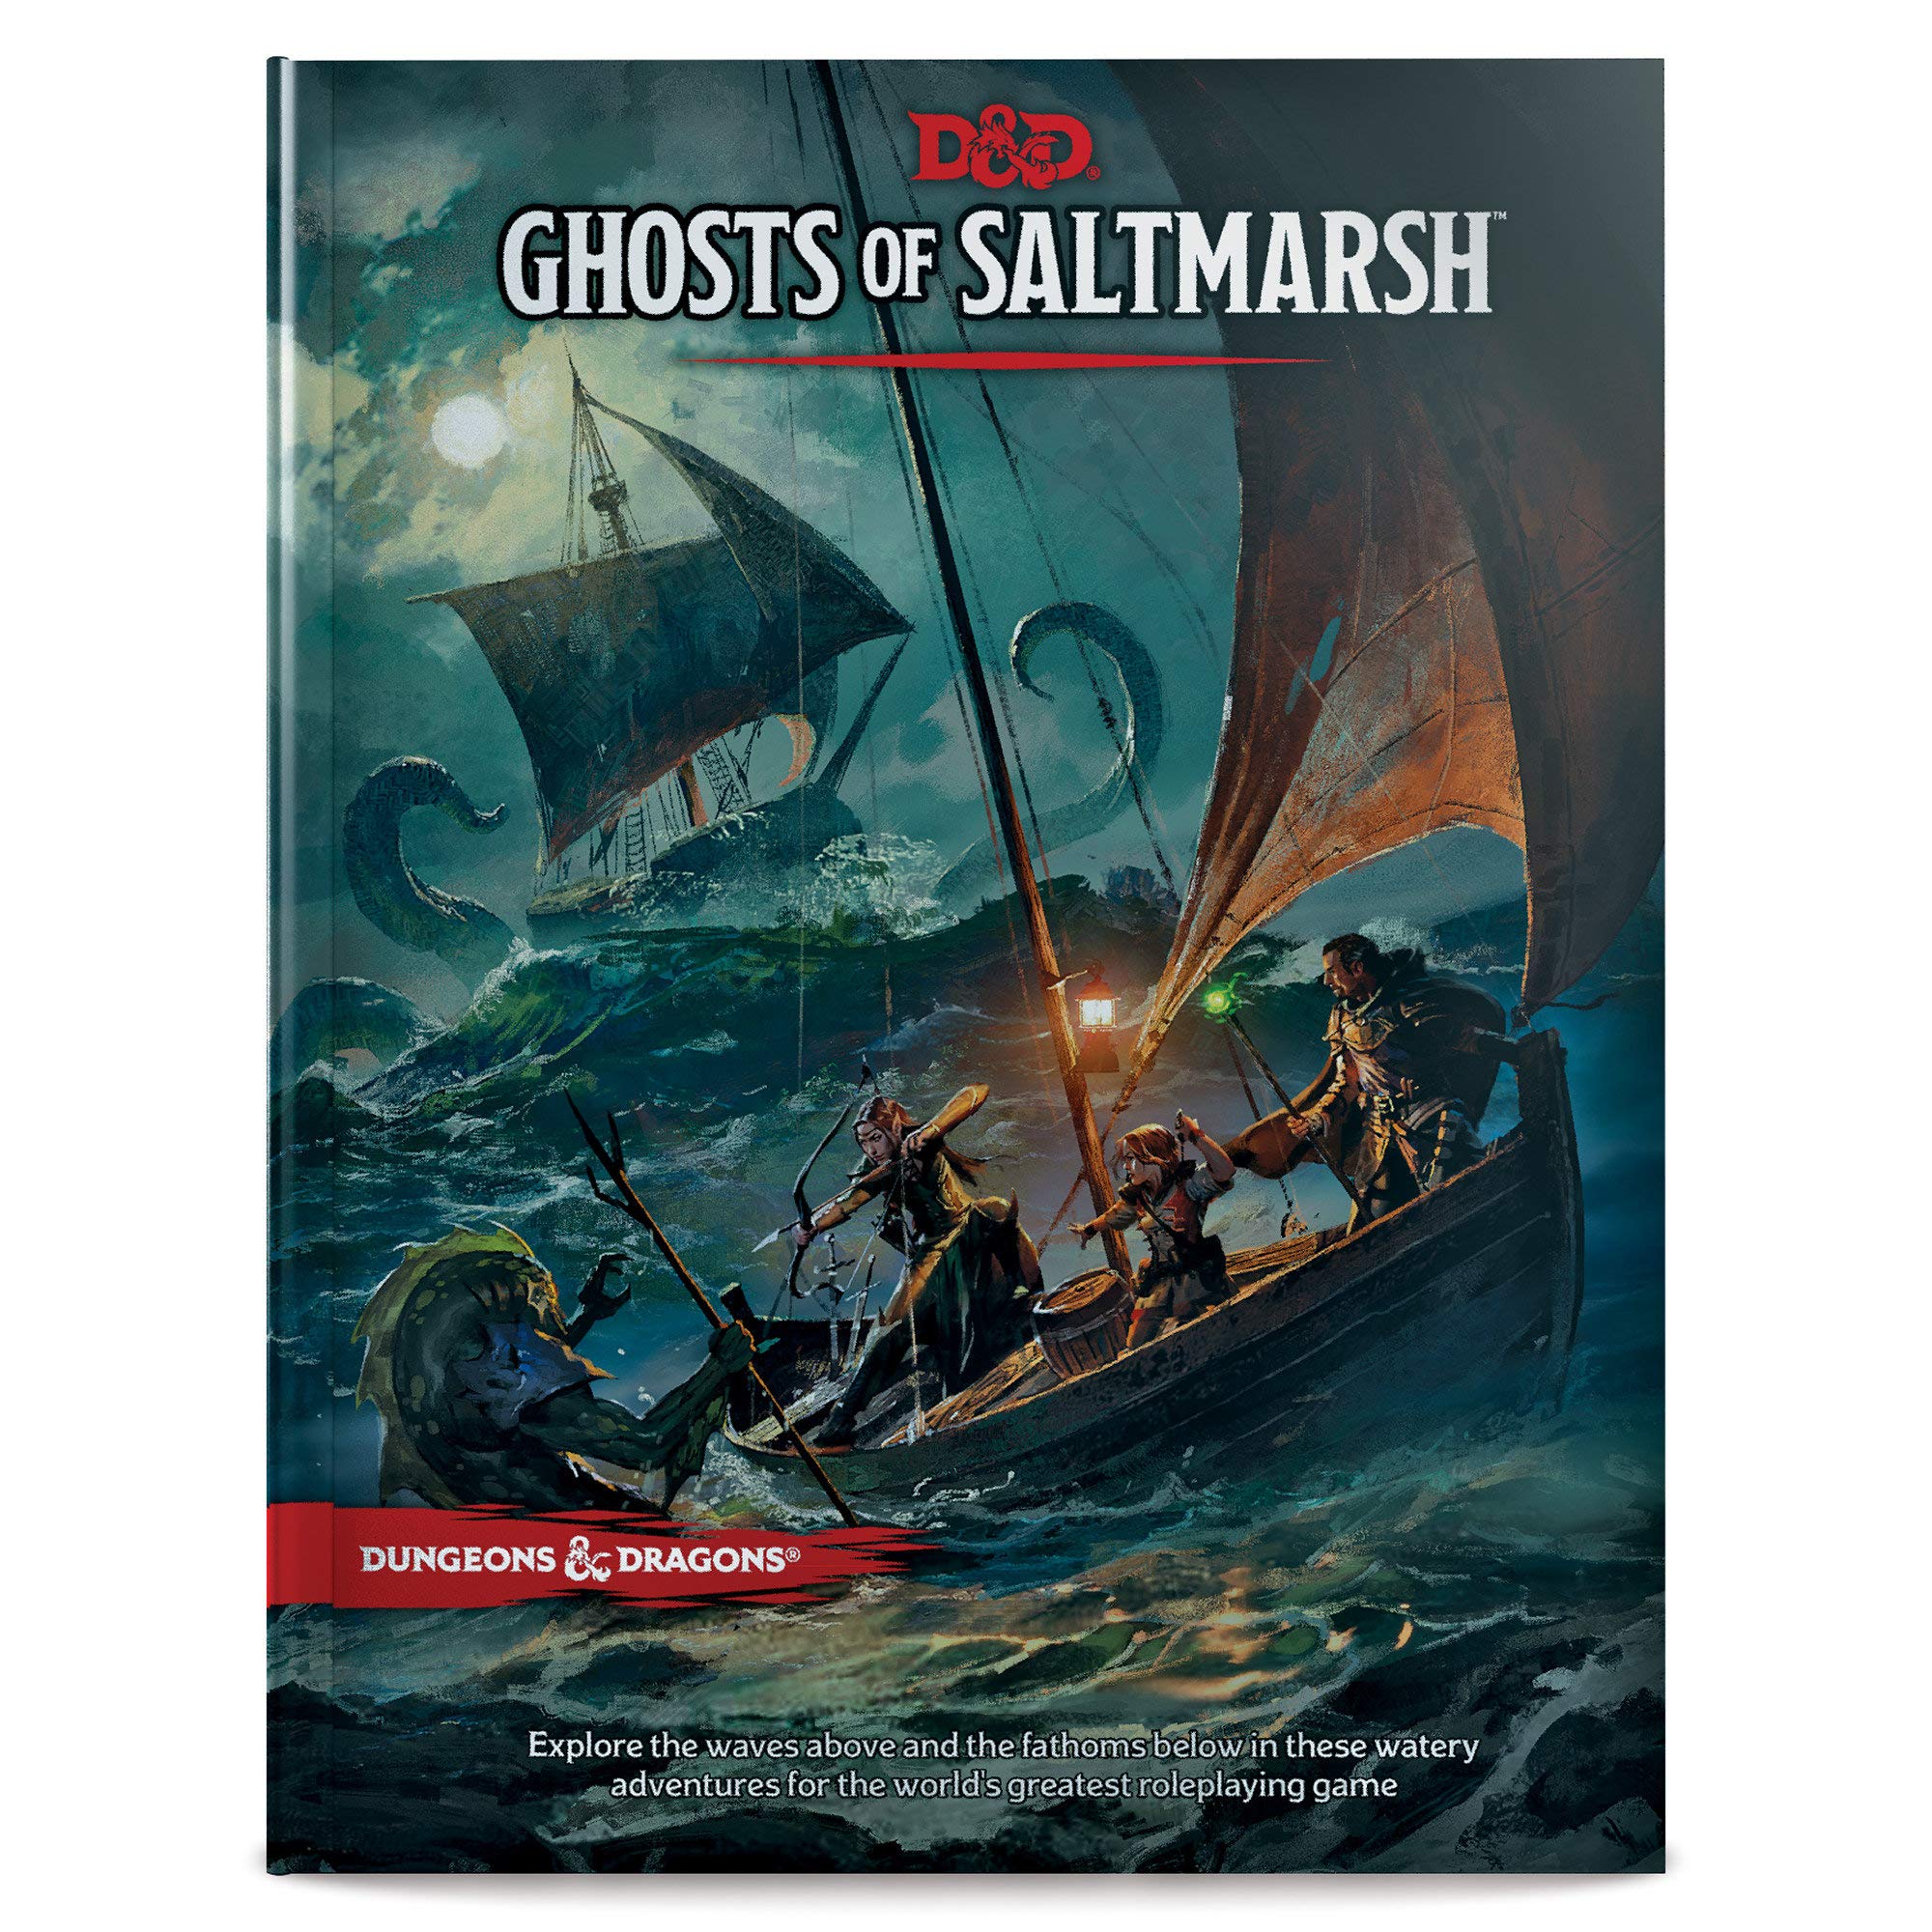 D&D®
GHOSTS OF SALTMARSH™
DUNGEONS & DRAGONS®
Explore the waves above and the fathoms below in these watery
adventures for the world's greatest roleplaying game